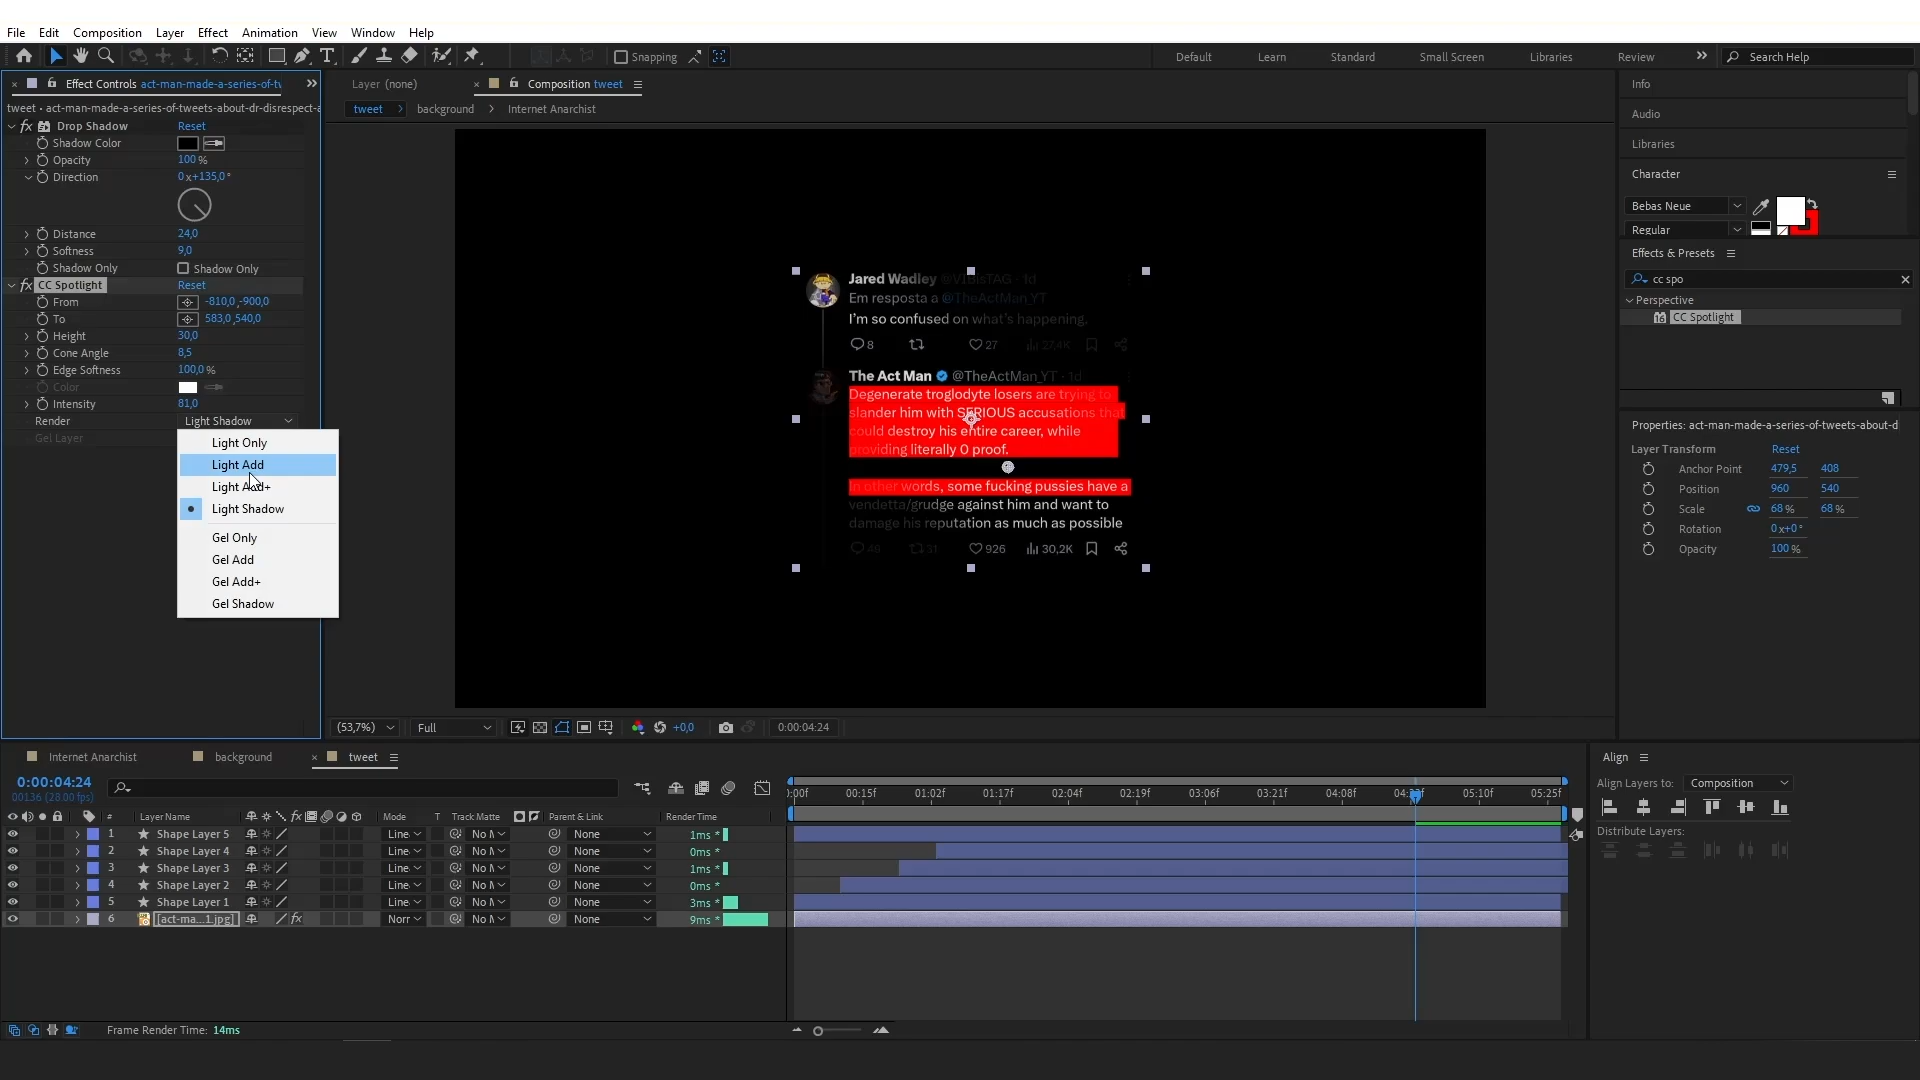 File Edit Composition Layer Effect Animation View Window Help
Snapping
Default Learn Standard Small Screen Libraries Review Search Help
Effect Controls act-man-made-a-series-of-tv
tweet • act-man-made-a-series-of-tweets-about-dr-disrespect-a
fx Drop Shadow Reset
Shadow Color
Opacity 100 %
Direction 0x+135,0°
Distance 24,0
Softness 9,0
Shadow Only Shadow Only
fx CC Spotlight Reset
From -810,0,-900,0
To 583,0,540,0
Height 30,0
Cone Angle 8,5
Edge Softness 100,0 %
Color
Intensity 81,0
Render Light Shadow
Gel Layer
Light Only
Light Add
Light Add+
Light Shadow
Gel Only
Gel Add
Gel Add+
Gel Shadow
Layer (none) Composition tweet
tweet background Internet Anarchist
Jared Wadley @VibisTAG · 1d
Em resposta a @TheActMan_YT
I'm so confused on what's happening.
8 27 27,4K
The Act Man @TheActMan_YT · 1d
Degenerate troglodyte losers are trying to
slander him with SERIOUS accusations that
could destroy his entire career, while
providing literally 0 proof.
In other words, some fucking pussies have a
vendetta/grudge against him and want to
damage his reputation as much as possible
46 31 926 30,2K
(53,7%) Full +0,0 0:00:04:24
Info
Audio
Libraries
Character
Bebas Neue
Regular
Effects & Presets
cc spo
Perspective
16 CC Spotlight
Properties: act-man-made-a-series-of-tweets-about-d
Layer Transform Reset
Anchor Point 479,5 408
Position 960 540
Scale 68 % 68 %
Rotation 0x+0°
Opacity 100 %
Internet Anarchist background tweet
0:00:04:24
00136 (28.00 fps)
# Layer Name fx Mode T Track Matte Parent & Link Render Time
:00f 00:15f 01:02f 01:17f 02:04f 02:19f 03:06f 03:21f 04:08f 05:10f 05:25f
1 Shape Layer 5 Line No M None 1ms *
2 Shape Layer 4 Line No M None 0ms *
3 Shape Layer 3 Line No M None 1ms *
4 Shape Layer 2 Line No M None 0ms *
5 Shape Layer 1 Line No M None 3ms *
6 [act-ma...1.jpg] fx Norr No M None 9ms *
Frame Render Time: 14ms
Align
Align Layers to: Composition
Distribute Layers: